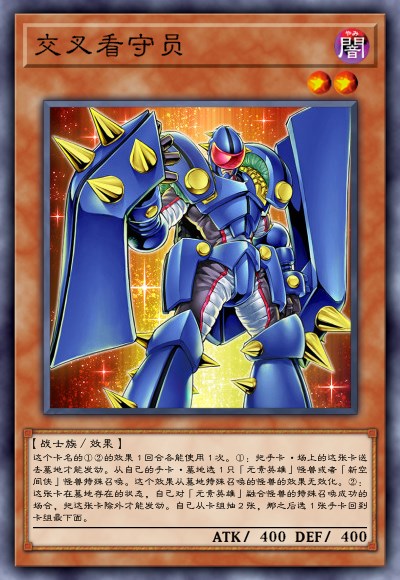 交叉看守员
やみ
闇
【战士族/效果】
这个卡名的①②的效果1回合各能使用1次。①：把手卡·场上的这张卡送
去墓地才能发动。从自己的手卡·墓地选1只「元素英雄」怪兽或者「新空
间侠」怪兽特殊召唤。这个效果从墓地特殊召唤的怪兽的效果无效化。②：
这张卡在墓地存在的状态，自己对「元素英雄」融合怪兽的特殊召唤成功的
场合，把这张卡除外才能发动。自己从卡组抽2张，那之后选1张手卡回到
卡组最下面。
ATK/ 400 DEF/ 400